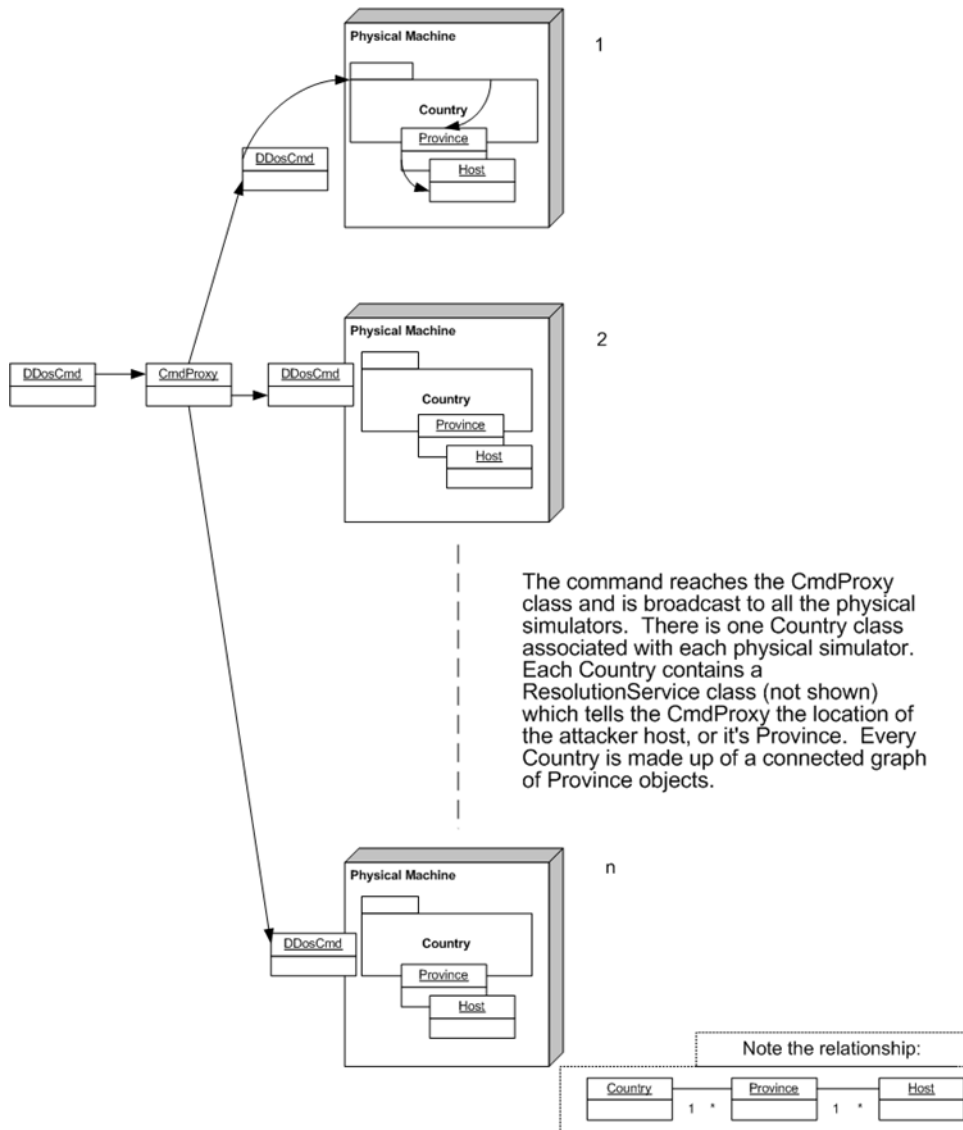 Physical Machine
1
Country
Province
DDosCmd
Host
Physical Machine
2
DDosCmd
CmdProxy
DDosCmd
Country
Province
Host
The command reaches the CmdProxy
class and is broadcast to all the physical
simulators. There is one Country class
associated with each physical simulator.
Each Country contains a
ResolutionService class (not shown)
which tells the CmdProxy the location of
the attacker host, or it's Province. Every
Country is made up of a connected graph
of Province objects.
Physical Machine
n
DDosCmd
Country
Province
Host
Note the relationship:
Country
Province
Host
1 *
1 *